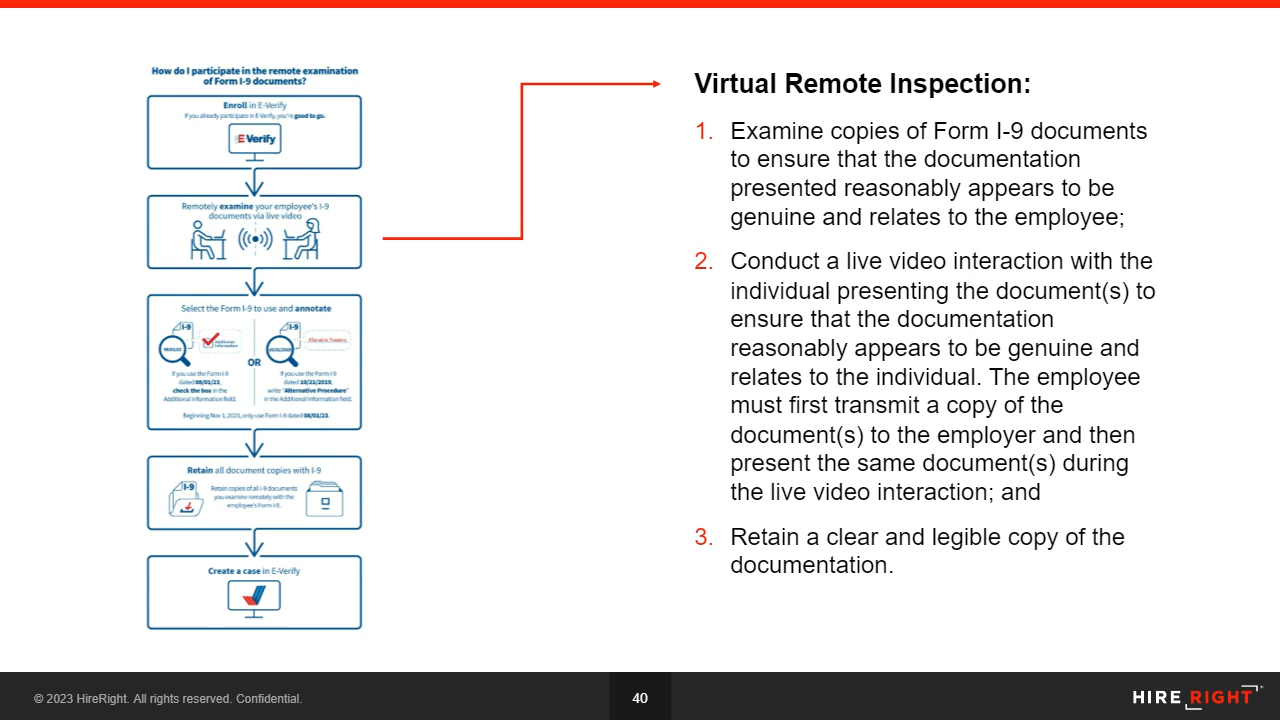 How do I participate in the remote examination
of Form I-9 documents?
Enroll in E-Verify
If you already participate in E-Verify, you're good to go.
E-Verify
Remotely examine your employee's I-9
documents via live video
Select the Form I-9 to use and annotate
I-9
08/01/23
Additional
Information
OR
I-9
10/21/2019
Alternative Procedure
If you use the Form I-9
dated 08/01/23,
check the box in the
Additional Information field.
If you use the Form I-9
dated 10/21/2019,
write "Alternative Procedure"
in the Additional Information field.
Beginning Nov 1, 2023, only use Form I-9 dated 08/01/23.
Retain all document copies with I-9
I-9
Retain copies of all I-9 documents
you examine remotely with the
employee's Form I-9.
Create a case in E-Verify
Virtual Remote Inspection:
1. Examine copies of Form I-9 documents
to ensure that the documentation
presented reasonably appears to be
genuine and relates to the employee;
2. Conduct a live video interaction with the
individual presenting the document(s) to
ensure that the documentation
reasonably appears to be genuine and
relates to the individual. The employee
must first transmit a copy of the
document(s) to the employer and then
present the same document(s) during
the live video interaction; and
3. Retain a clear and legible copy of the
documentation.
© 2023 HireRight. All rights reserved. Confidential.
40
HIRE RIGHT